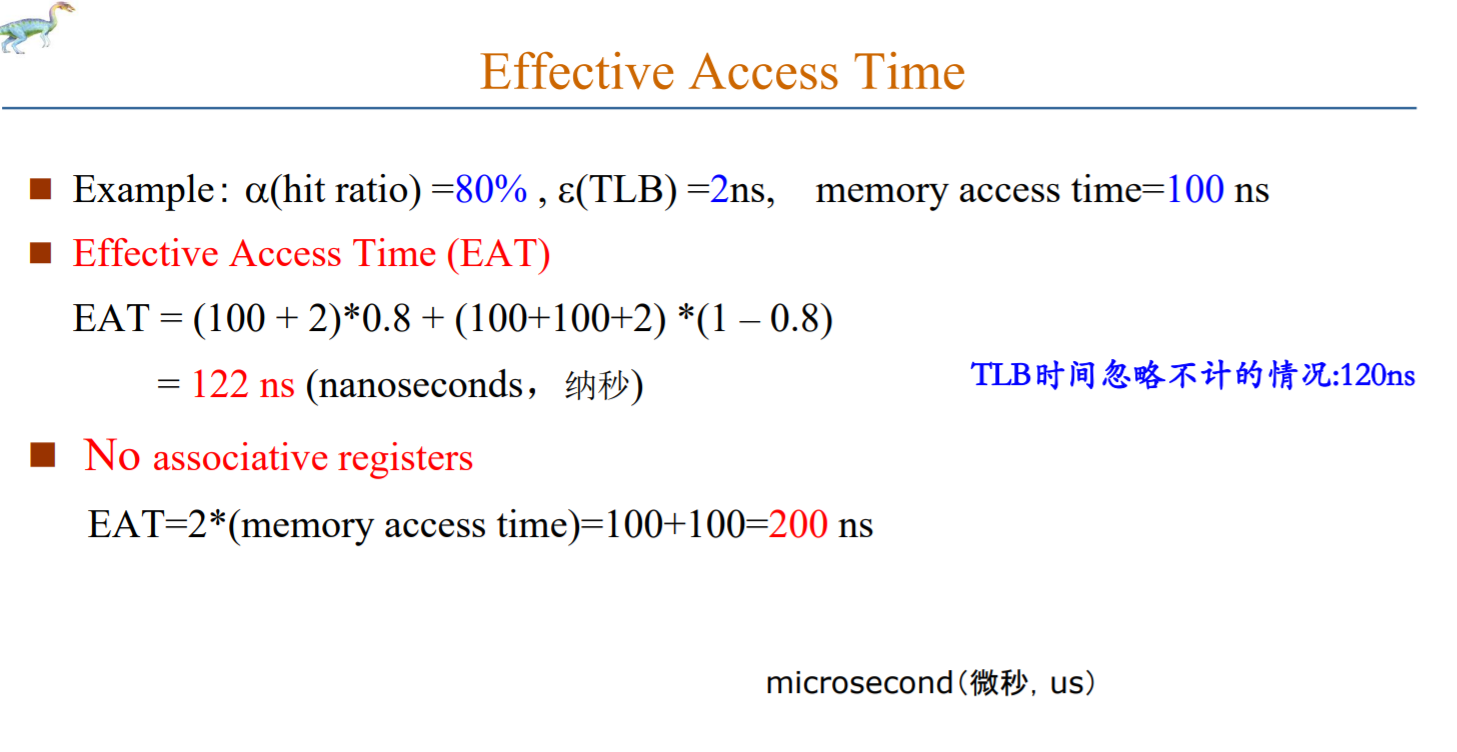 Effective Access Time
Example: α(hit ratio) =80% , ε(TLB) =2ns, memory access time=100 ns
Effective Access Time (EAT)
EAT = (100 + 2)*0.8 + (100+100+2) *(1 – 0.8)
= 122 ns (nanoseconds，纳秒)
TLB时间忽略不计的情况:120ns
No associative registers
EAT=2*(memory access time)=100+100=200 ns
microsecond（微秒, us）